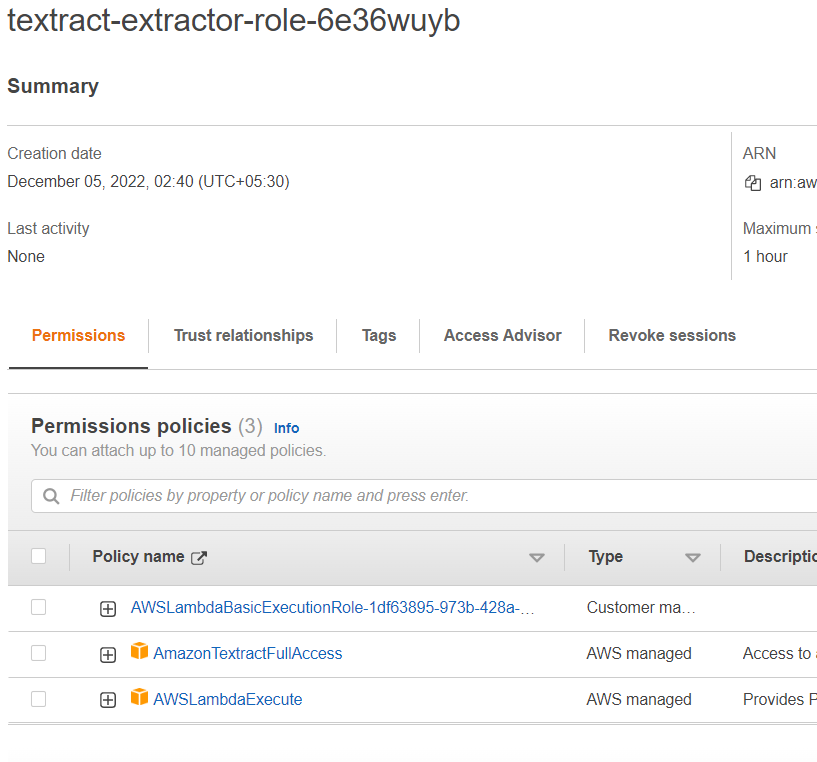 textract-extractor-role-6e36wuyb
Summary
Creation date
December 05, 2022, 02:40 (UTC+05:30)
ARN
arn:aw
Last activity
None
Maximum
1 hour
Permissions
Trust relationships
Tags
Access Advisor
Revoke sessions
Permissions policies (3) Info
You can attach up to 10 managed policies.
Filter policies by property or policy name and press enter.
Policy name Type Descriptio
AWSLambdaBasicExecutionRole-1df63895-973b-428a-... Customer ma...
AmazonTextractFullAccess AWS managed Access to
AWSLambdaExecute AWS managed Provides P